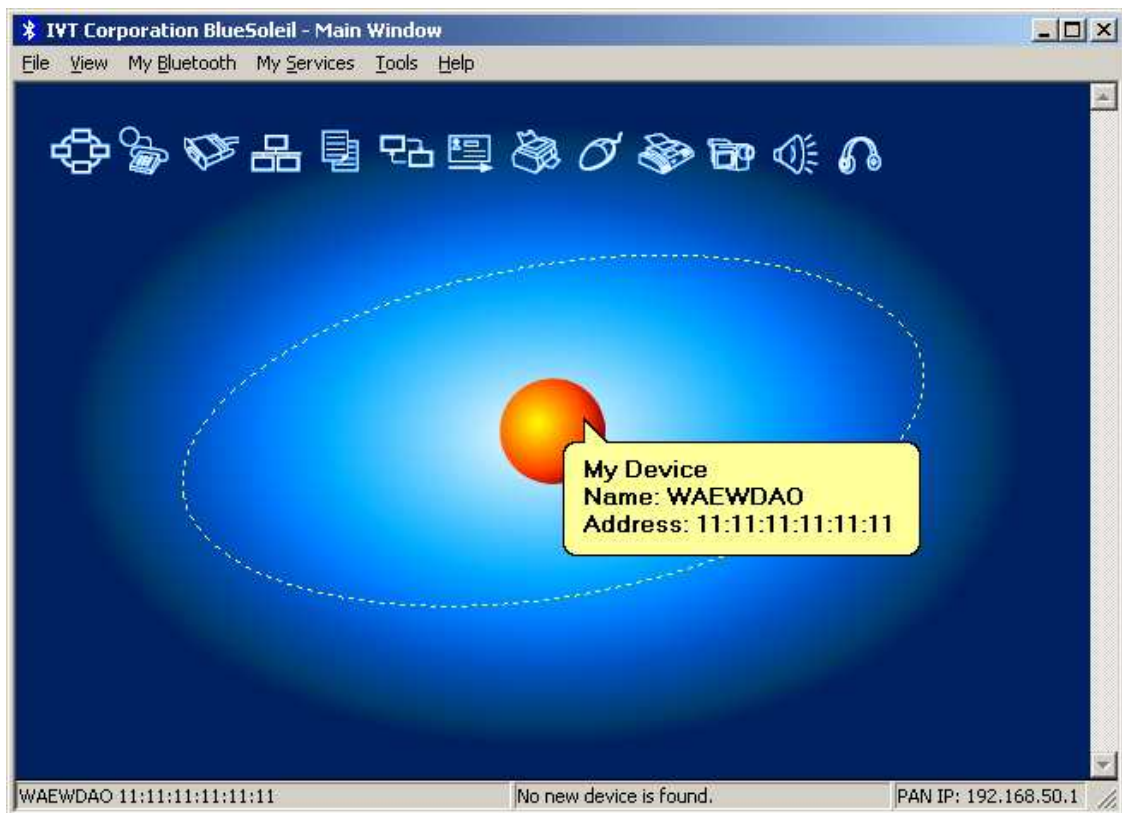 IVT Corporation BlueSoleil - Main Window
File View My Bluetooth My Services Tools Help
My Device
Name: WAEWDAO
Address: 11:11:11:11:11:11
WAEWDAO 11:11:11:11:11:11 No new device is found. PAN IP: 192.168.50.1